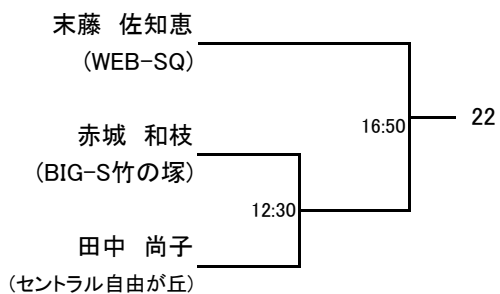 末藤　佐知恵
(WEB-SQ)
16:50
22
赤城　和枝
(BIG-S竹の塚)
12:30
田中　尚子
(セントラル自由が丘)